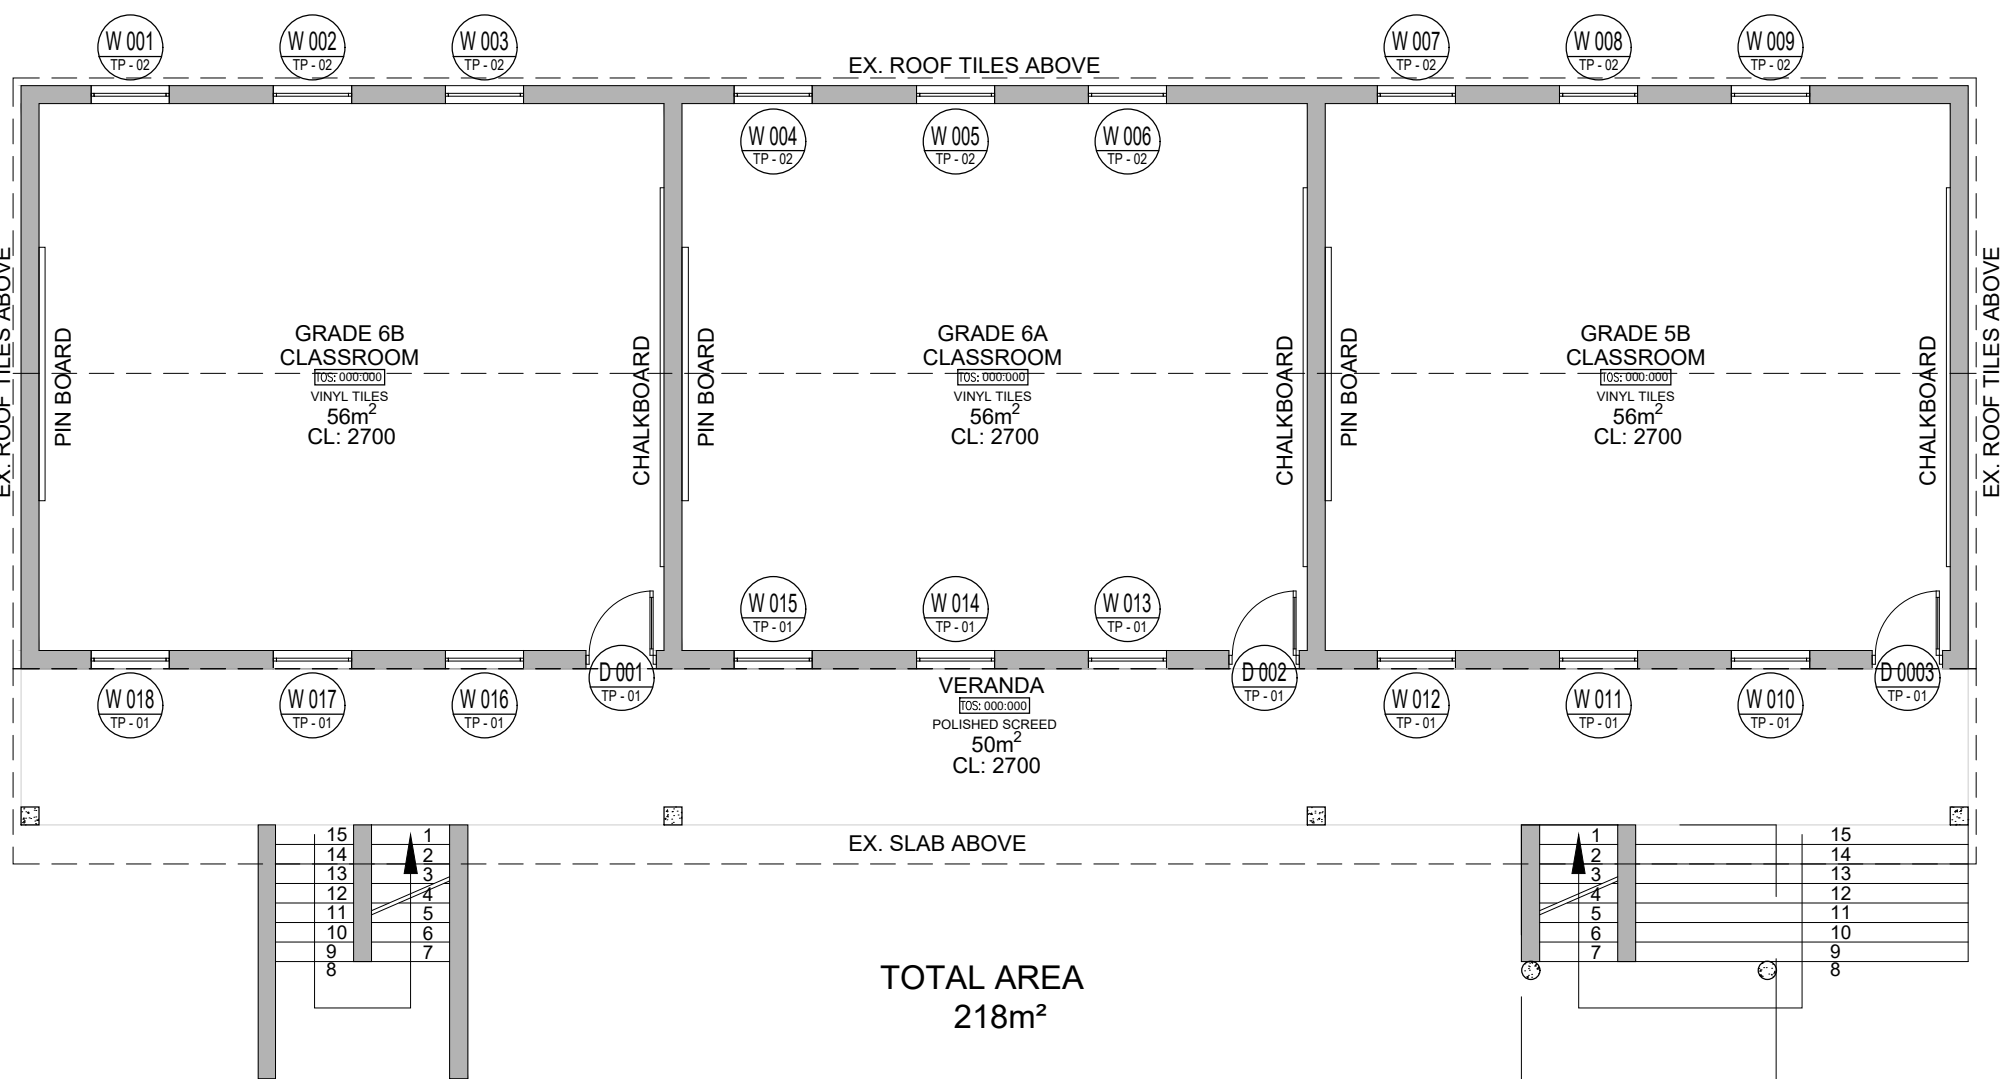 W 001
TP - 02
W 002
TP - 02
W 003
TP - 02
W 007
TP - 02
W 008
TP - 02
W 009
TP - 02
EX. ROOF TILES ABOVE
W 004
TP - 02
W 005
TP - 02
W 006
TP - 02
EX. ROOF TILES ABOVE
PIN BOARD
GRADE 6B
CLASSROOM
TOS: 000:000
VINYL TILES
56m²
CL: 2700
CHALKBOARD
PIN BOARD
GRADE 6A
CLASSROOM
TOS: 000:000
VINYL TILES
56m²
CL: 2700
CHALKBOARD
PIN BOARD
GRADE 5B
CLASSROOM
TOS: 000:000
VINYL TILES
56m²
CL: 2700
CHALKBOARD
EX. ROOF TILES ABOVE
W 015
TP - 01
W 014
TP - 01
W 013
TP - 01
W 018
TP - 01
W 017
TP - 01
W 016
TP - 01
D 001
TP - 01
VERANDA
TOS: 000:000
POLISHED SCREED
50m²
CL: 2700
D 002
TP - 01
W 012
TP - 01
W 011
TP - 01
W 010
TP - 01
D 0003
TP - 01
EX. SLAB ABOVE
15 1
14 2
13 3
12 4
11 5
10 6
9 7
8
1 15
2 14
3 13
4 12
5 11
6 10
7 9
8
TOTAL AREA
218m²